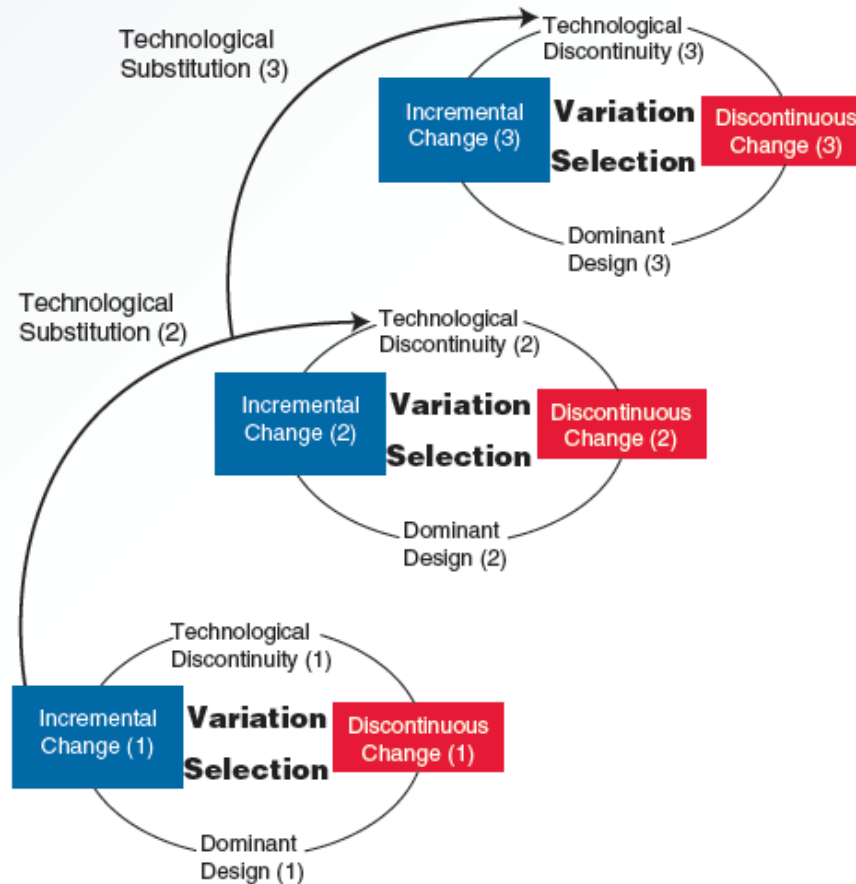 Technological
Substitution (3)
Technological
Discontinuity (3)
Incremental
Change (3)
Variation
Selection
Discontinuous
Change (3)
Dominant
Design (3)
Technological
Substitution (2)
Technological
Discontinuity (2)
Incremental
Change (2)
Variation
Selection
Discontinuous
Change (2)
Dominant
Design (2)
Technological
Discontinuity (1)
Incremental
Change (1)
Variation
Selection
Discontinuous
Change (1)
Dominant
Design (1)